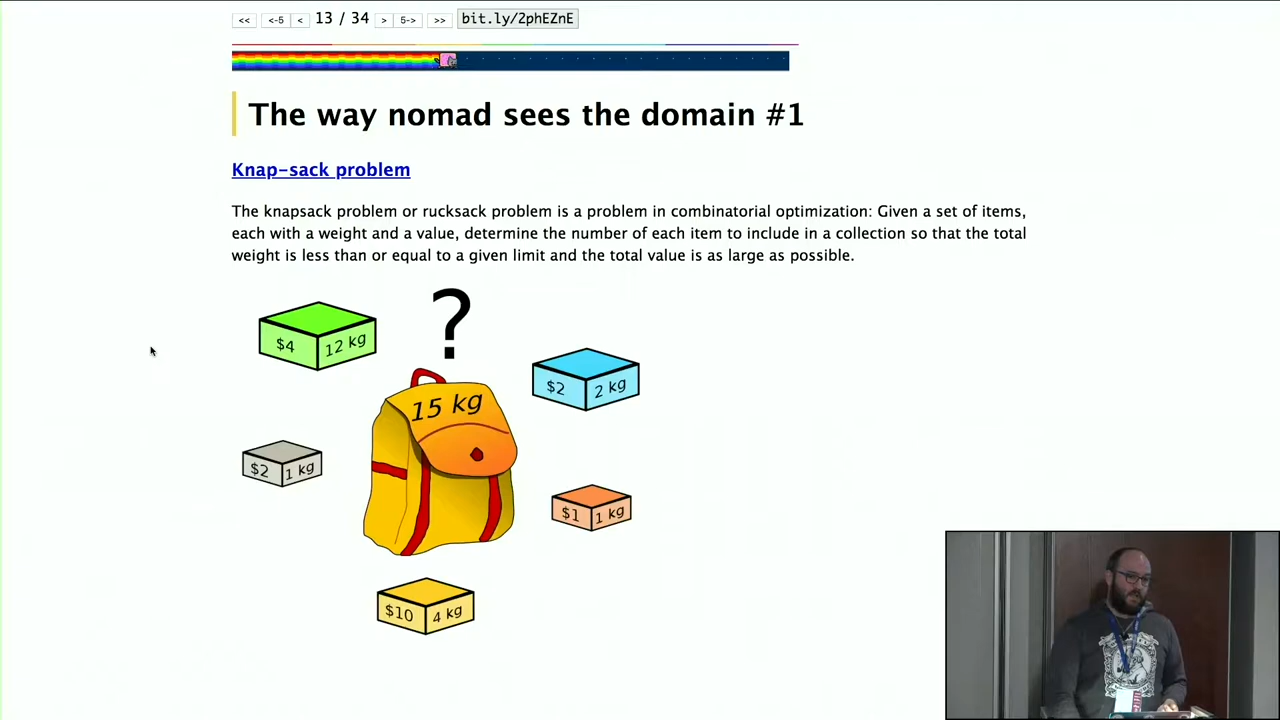 << <-5 < 13 / 34 > 5-> >> bit.ly/2phEZnE
The way nomad sees the domain #1
Knap-sack problem
The knapsack problem or rucksack problem is a problem in combinatorial optimization: Given a set of items,
each with a weight and a value, determine the number of each item to include in a collection so that the total
weight is less than or equal to a given limit and the total value is as large as possible.
?
$4 12 kg
$2 2 kg
15 kg
$2 1 kg
$1 1 kg
$10 4 kg